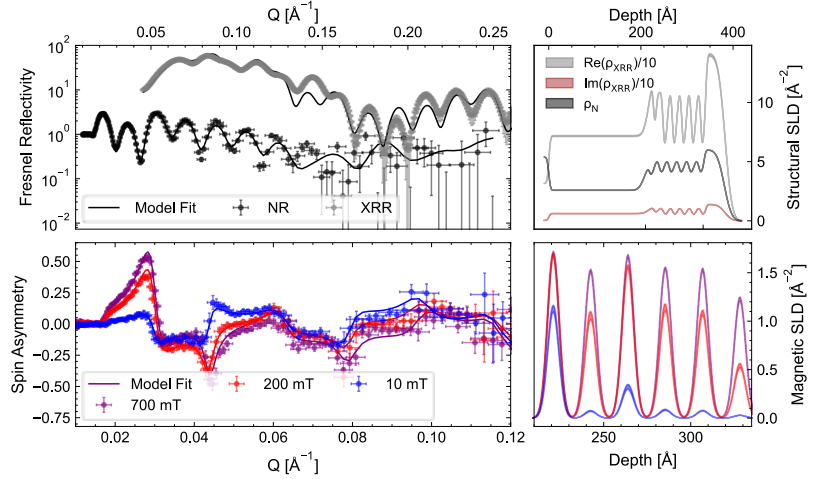 Q [Å⁻¹]
0.05 0.10 0.15 0.20 0.25
10²
10¹
10⁰
10⁻¹
10⁻²
Fresnel Reflectivity
Model Fit NR XRR
Depth [Å]
0 200 400
Re(ρXRR)/10
Im(ρXRR)/10
ρN
10
5
0
Structural SLD [Å⁻²]
0.50
0.25
0.00
−0.25
−0.50
−0.75
Spin Asymmetry
Model Fit 200 mT 10 mT
700 mT
0.02 0.04 0.06 0.08 0.10 0.12
Q [Å⁻¹]
1.5
1.0
0.5
0.0
Magnetic SLD [Å⁻²]
250 300
Depth [Å]